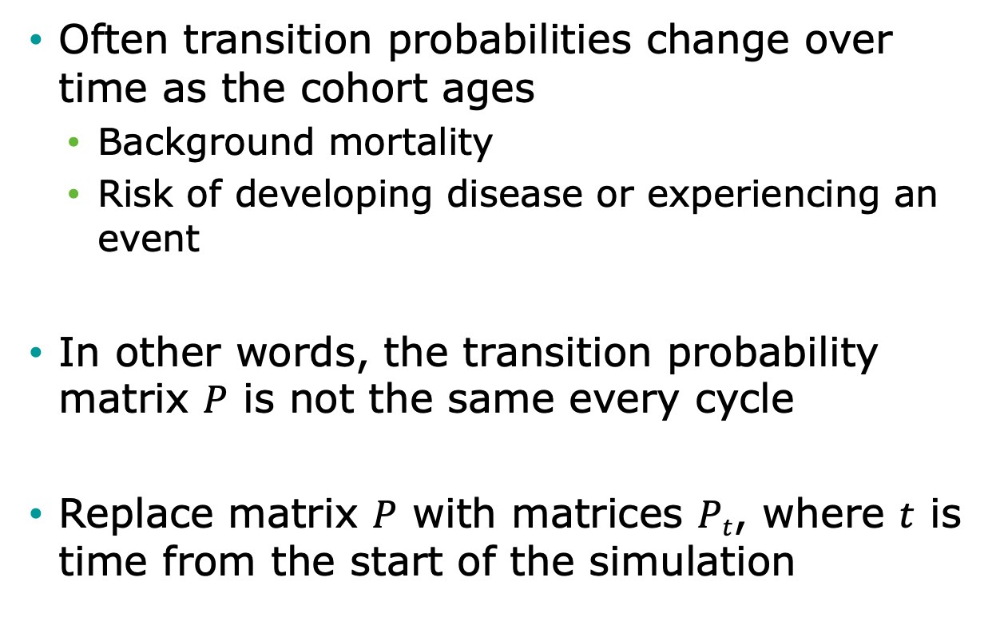 • Often transition probabilities change over
time as the cohort ages
• Background mortality
• Risk of developing disease or experiencing an
event
• In other words, the transition probability
matrix 𝑃 is not the same every cycle
• Replace matrix 𝑃 with matrices 𝑃ₜ, where 𝑡 is
time from the start of the simulation